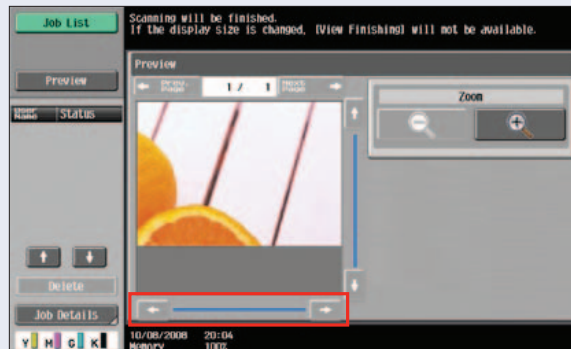 Job List
Scanning will be finished.
If the display size is changed, [View Finishing] will not be available.
Preview
Preview
Prev. Page
1 / 1
Next Page
Zoom
User Name
Status
Delete
Job Details
Y M C K
10/08/2008 20:04
Memory 100%